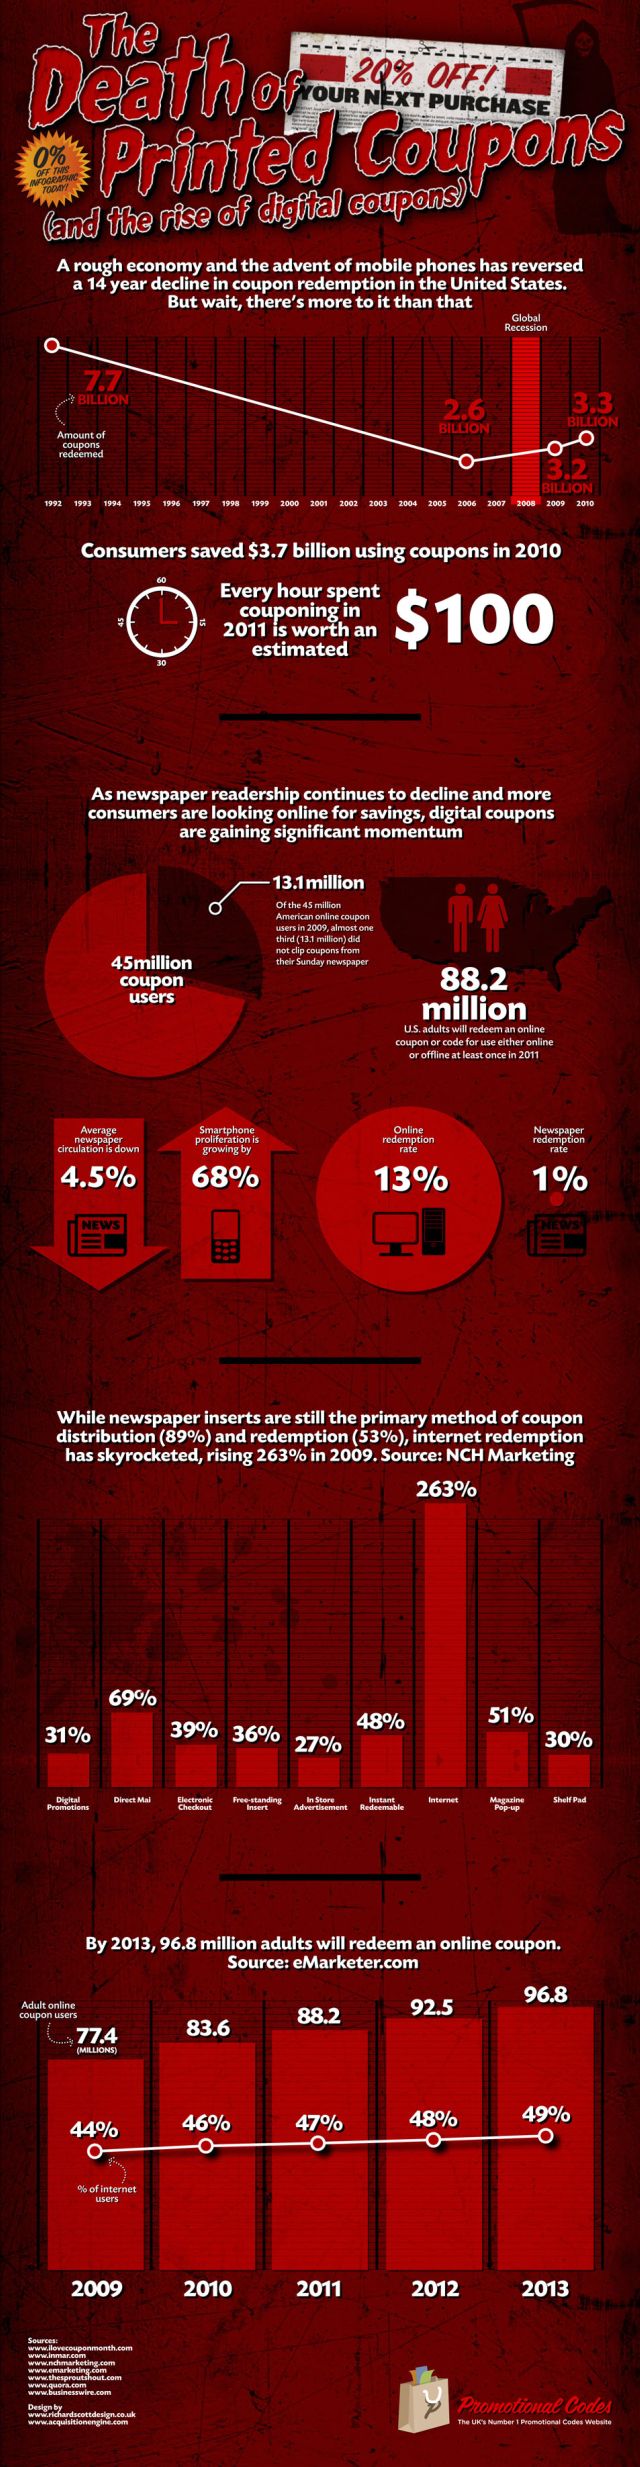 The
Death of
Printed Coupons
(and the rise of digital coupons)
20% OFF!
YOUR NEXT PURCHASE
0%
OFF THIS
INFOGRAPHIC
TODAY!
A rough economy and the advent of mobile phones has reversed
a 14 year decline in coupon redemption in the United States.
But wait, there's more to it than that
Global
Recession
7.7
BILLION
Amount of
coupons
redeemed
2.6
BILLION
3.3
BILLION
3.2
BILLION
1992 1993 1994 1995 1996 1997 1998 1999 2000 2001 2002 2003 2004 2005 2006 2007 2008 2009 2010
Consumers saved $3.7 billion using coupons in 2010
60
15
30
45
Every hour spent
couponing in
2011 is worth an
estimated
$100
As newspaper readership continues to decline and more
consumers are looking online for savings, digital coupons
are gaining significant momentum
45million
coupon
users
13.1million
Of the 45 million
American online coupon
users in 2009, almost one
third (13.1 million) did
not clip coupons from
their Sunday newspaper
88.2
million
U.S. adults will redeem an online
coupon or code for use either online
or offline at least once in 2011
Average
newspaper
circulation is down
4.5%
NEWS
Smartphone
proliferation is
growing by
68%
Online
redemption
rate
13%
Newspaper
redemption
rate
1%
NEWS
While newspaper inserts are still the primary method of coupon
distribution (89%) and redemption (53%), internet redemption
has skyrocketed, rising 263% in 2009. Source: NCH Marketing
31%
69%
39%
36%
27%
48%
263%
51%
30%
Digital
Promotions
Direct Mai
Electronic
Checkout
Free-standing
Insert
In Store
Advertisement
Instant
Redeemable
Internet
Magazine
Pop-up
Shelf Pad
By 2013, 96.8 million adults will redeem an online coupon.
Source: eMarketer.com
Adult online
coupon users
77.4
(MILLIONS)
83.6
88.2
92.5
96.8
44%
46%
47%
48%
49%
% of internet
users
2009 2010 2011 2012 2013
Sources:
www.ilovecouponmonth.com
www.inmar.com
www.nchmarketing.com
www.emarketing.com
www.thesproutshout.com
www.quora.com
www.businesswire.com
Design by
www.richardscottdesign.co.uk
www.acquisitionengine.com
Promotional Codes
The UK's Number 1 Promotional Codes Website